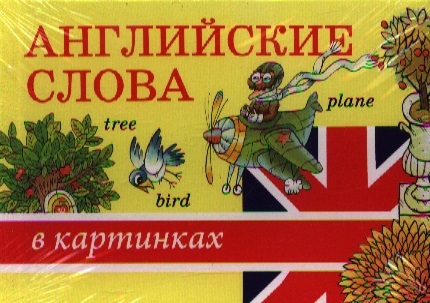 АНГЛИЙСКИЕ
СЛОВА
tree
plane
bird
в картинках